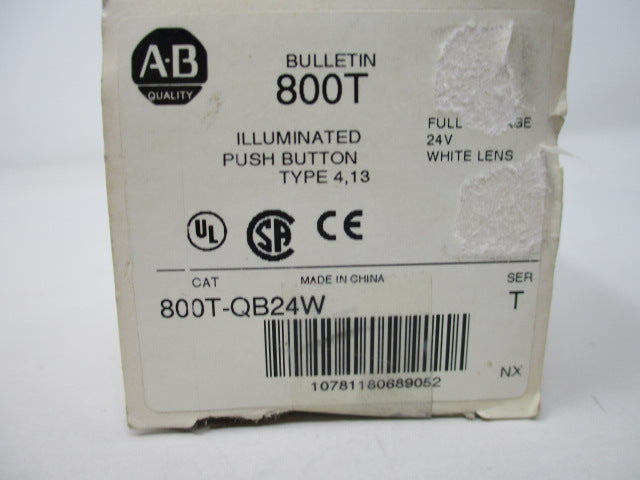 A·B
QUALITY
BULLETIN
800T
ILLUMINATED
PUSH BUTTON
TYPE 4,13
FULL
24V
WHITE LENS
UL
SA
CE
CAT
MADE IN CHINA
SER
800T-QB24W
T
10781180689052
NX